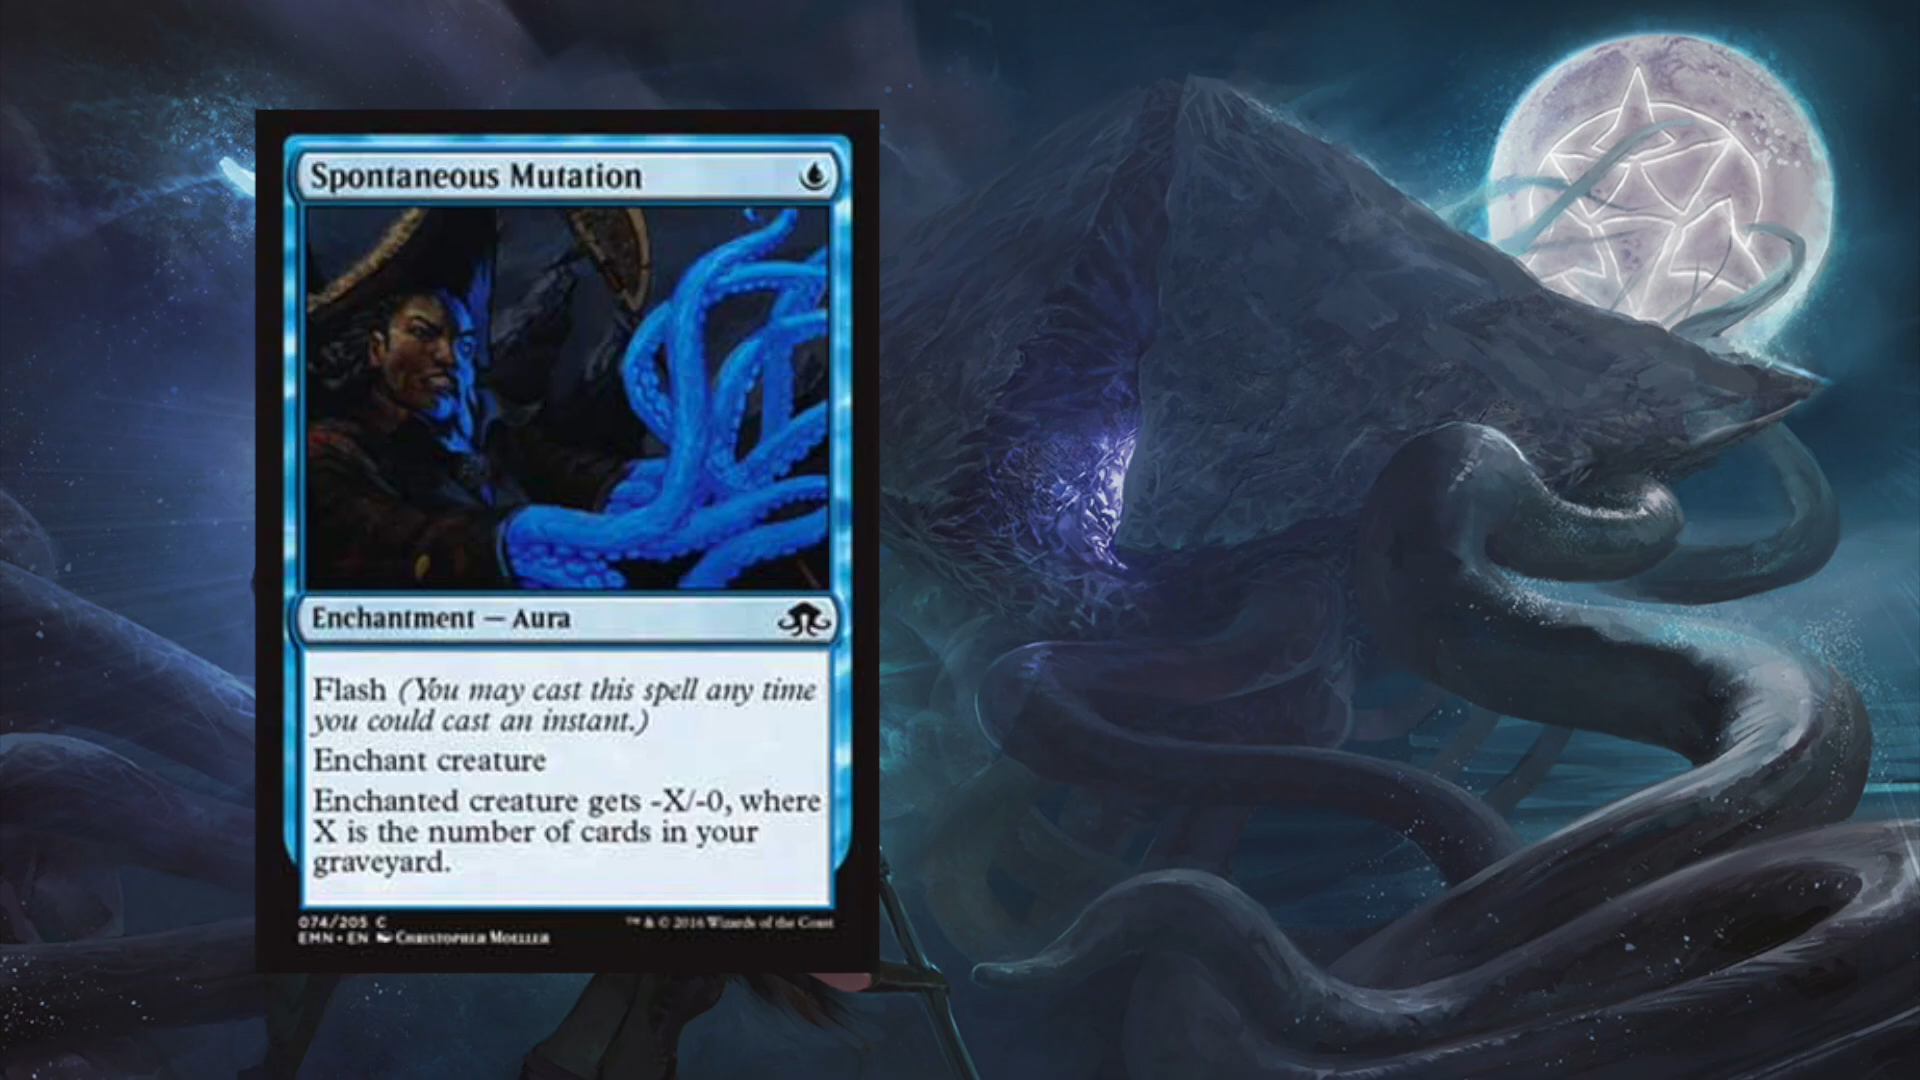 Spontaneous Mutation
Enchantment — Aura
Flash (You may cast this spell any time
you could cast an instant.)
Enchant creature
Enchanted creature gets -X/-0, where
X is the number of cards in your
graveyard.
074/205 C
™ & © 2016 Wizards of the Coast
EMN • EN Christopher Moeller